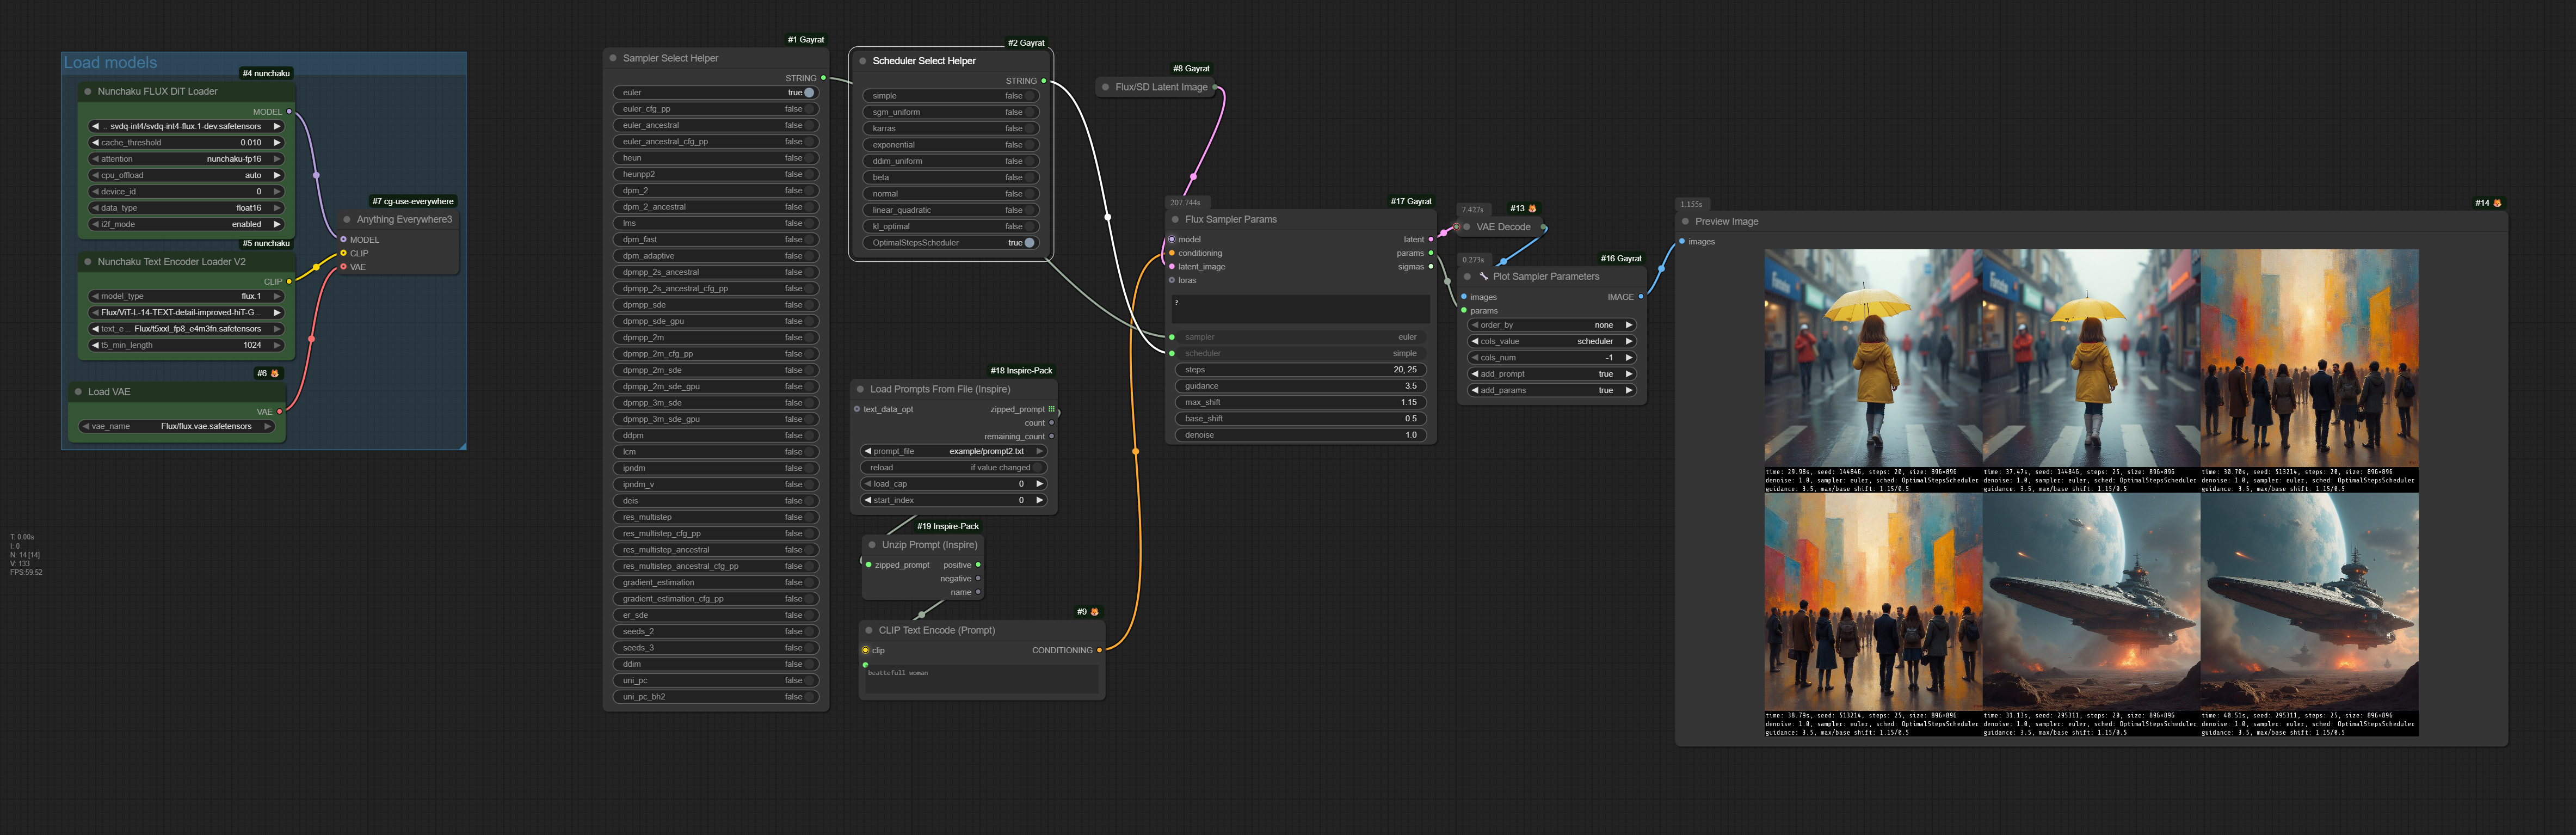 Load models
#4 nunchaku
Nunchaku FLUX DiT Loader
MODEL
.. svdq-int4/svdq-int4-flux.1-dev.safetensors
cache_threshold 0.010
attention nunchaku-fp16
cpu_offload auto
device_id 0
data_type float16
i2f_mode enabled
#5 nunchaku
Nunchaku Text Encoder Loader V2
CLIP
model_type flux.1
Flux/ViT-L-14-TEXT-detail-improved-hiT-G...
text_e... Flux/t5xxl_fp8_e4m3fn.safetensors
t5_min_length 1024
#6
Load VAE
VAE
vae_name Flux/flux.vae.safetensors
#7 cg-use-everywhere
Anything Everywhere3
MODEL
CLIP
VAE
T: 0.00s
I: 0
N: 14 [14]
V: 133
FPS:59.52
#1 Gayrat
Sampler Select Helper
STRING
euler true
euler_cfg_pp false
euler_ancestral false
euler_ancestral_cfg_pp false
heun false
heunpp2 false
dpm_2 false
dpm_2_ancestral false
lms false
dpm_fast false
dpm_adaptive false
dpmpp_2s_ancestral false
dpmpp_2s_ancestral_cfg_pp false
dpmpp_sde false
dpmpp_sde_gpu false
dpmpp_2m false
dpmpp_2m_cfg_pp false
dpmpp_2m_sde false
dpmpp_2m_sde_gpu false
dpmpp_3m_sde false
dpmpp_3m_sde_gpu false
ddpm false
lcm false
ipndm false
ipndm_v false
deis false
res_multistep false
res_multistep_cfg_pp false
res_multistep_ancestral false
res_multistep_ancestral_cfg_pp false
gradient_estimation false
gradient_estimation_cfg_pp false
er_sde false
seeds_2 false
seeds_3 false
ddim false
uni_pc false
uni_pc_bh2 false
#2 Gayrat
Scheduler Select Helper
STRING
simple false
sgm_uniform false
karras false
exponential false
ddim_uniform false
beta false
normal false
linear_quadratic false
kl_optimal false
OptimalStepsScheduler true
#18 Inspire-Pack
Load Prompts From File (Inspire)
text_data_opt zipped_prompt
count
remaining_count
prompt_file example/prompt2.txt
reload if value changed
load_cap 0
start_index 0
#19 Inspire-Pack
Unzip Prompt (Inspire)
zipped_prompt positive
negative
name
#9
CLIP Text Encode (Prompt)
clip CONDITIONING
beattefull woman
#8 Gayrat
Flux/SD Latent Image
207.744s
#17 Gayrat
Flux Sampler Params
model latent
conditioning params
latent_image sigmas
loras
?
sampler euler
scheduler simple
steps 20, 25
guidance 3.5
max_shift 1.15
base_shift 0.5
denoise 1.0
7.427s
#13
VAE Decode
0.273s
#16 Gayrat
Plot Sampler Parameters
images IMAGE
params
order_by none
cols_value scheduler
cols_num -1
add_prompt true
add_params true
1.155s
#14
Preview Image
images
time: 29.98s, seed: 144846, steps: 20, size: 896×896
denoise: 1.0, sampler: euler, sched: OptimalStepsScheduler
guidance: 3.5, max/base shift: 1.15/0.5
time: 37.47s, seed: 144846, steps: 25, size: 896×896
denoise: 1.0, sampler: euler, sched: OptimalStepsScheduler
guidance: 3.5, max/base shift: 1.15/0.5
time: 30.78s, seed: 513214, steps: 20, size: 896×896
denoise: 1.0, sampler: euler, sched: OptimalStepsScheduler
guidance: 3.5, max/base shift: 1.15/0.5
time: 38.79s, seed: 513214, steps: 25, size: 896×896
denoise: 1.0, sampler: euler, sched: OptimalStepsScheduler
guidance: 3.5, max/base shift: 1.15/0.5
time: 31.13s, seed: 295311, steps: 20, size: 896×896
denoise: 1.0, sampler: euler, sched: OptimalStepsScheduler
guidance: 3.5, max/base shift: 1.15/0.5
time: 40.51s, seed: 295311, steps: 25, size: 896×896
denoise: 1.0, sampler: euler, sched: OptimalStepsScheduler
guidance: 3.5, max/base shift: 1.15/0.5